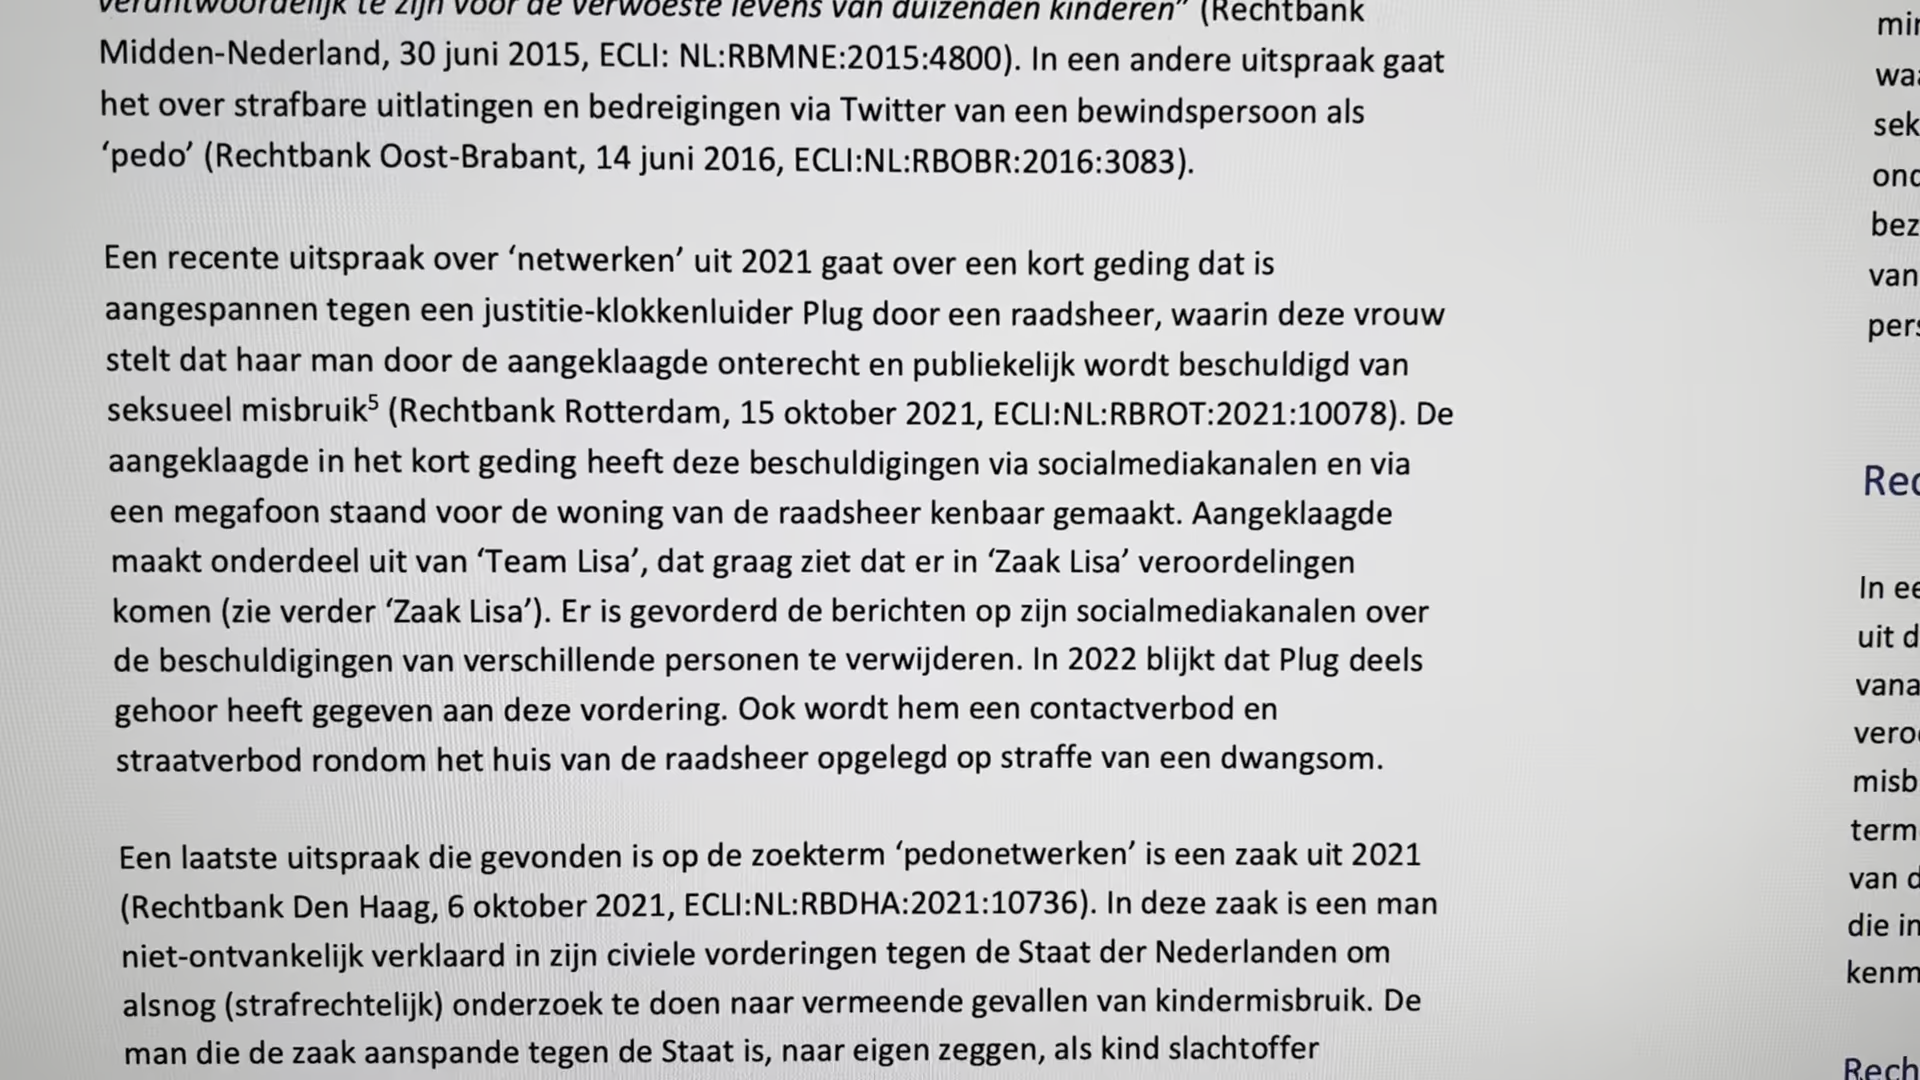 verantwoordelijk te zijn voor de verwoeste levens van duizenden kinderen” (Rechtbank
Midden-Nederland, 30 juni 2015, ECLI: NL:RBMNE:2015:4800). In een andere uitspraak gaat
het over strafbare uitlatingen en bedreigingen via Twitter van een bewindspersoon als
‘pedo’ (Rechtbank Oost-Brabant, 14 juni 2016, ECLI:NL:RBOBR:2016:3083).
Een recente uitspraak over ‘netwerken’ uit 2021 gaat over een kort geding dat is
aangespannen tegen een justitie-klokkenluider Plug door een raadsheer, waarin deze vrouw
stelt dat haar man door de aangeklaagde onterecht en publiekelijk wordt beschuldigd van
seksueel misbruik⁵ (Rechtbank Rotterdam, 15 oktober 2021, ECLI:NL:RBROT:2021:10078). De
aangeklaagde in het kort geding heeft deze beschuldigingen via socialmediakanalen en via
een megafoon staand voor de woning van de raadsheer kenbaar gemaakt. Aangeklaagde
maakt onderdeel uit van ‘Team Lisa’, dat graag ziet dat er in ‘Zaak Lisa’ veroordelingen
komen (zie verder ‘Zaak Lisa’). Er is gevorderd de berichten op zijn socialmediakanalen over
de beschuldigingen van verschillende personen te verwijderen. In 2022 blijkt dat Plug deels
gehoor heeft gegeven aan deze vordering. Ook wordt hem een contactverbod en
straatverbod rondom het huis van de raadsheer opgelegd op straffe van een dwangsom.
Een laatste uitspraak die gevonden is op de zoekterm ‘pedonetwerken’ is een zaak uit 2021
(Rechtbank Den Haag, 6 oktober 2021, ECLI:NL:RBDHA:2021:10736). In deze zaak is een man
niet-ontvankelijk verklaard in zijn civiele vorderingen tegen de Staat der Nederlanden om
alsnog (strafrechtelijk) onderzoek te doen naar vermeende gevallen van kindermisbruik. De
man die de zaak aanspande tegen de Staat is, naar eigen zeggen, als kind slachtoffer
van
In
uit
van
die